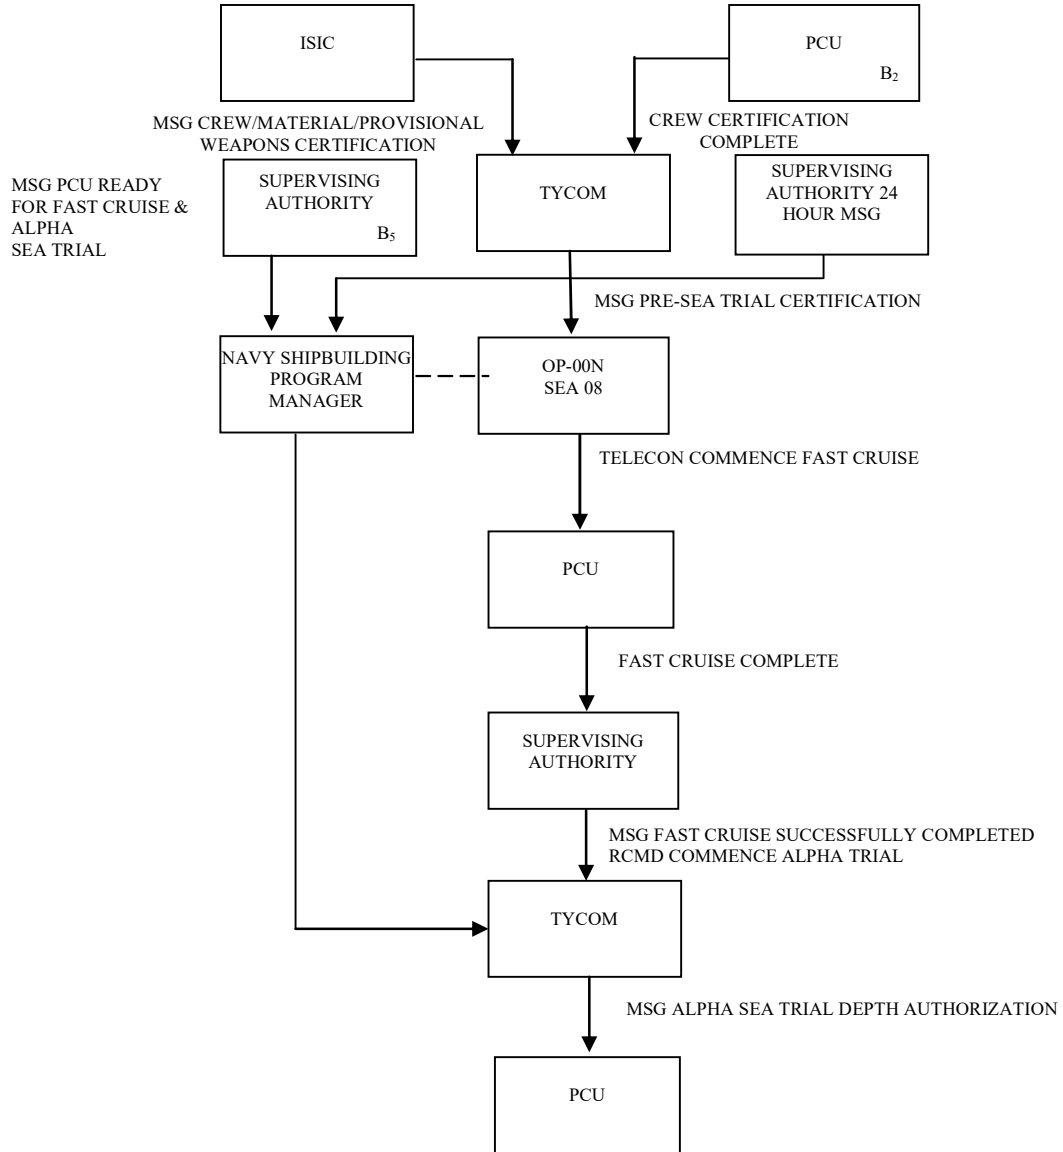 ISIC
PCU
B₂
MSG CREW/MATERIAL/PROVISIONAL
WEAPONS CERTIFICATION
CREW CERTIFICATION
COMPLETE
MSG PCU READY
FOR FAST CRUISE &
ALPHA
SEA TRIAL
SUPERVISING
AUTHORITY
B₅
TYCOM
SUPERVISING
AUTHORITY 24
HOUR MSG
MSG PRE-SEA TRIAL CERTIFICATION
NAVY SHIPBUILDING
PROGRAM
MANAGER
OP-00N
SEA 08
TELECON COMMENCE FAST CRUISE
PCU
FAST CRUISE COMPLETE
SUPERVISING
AUTHORITY
MSG FAST CRUISE SUCCESSFULLY COMPLETED
RCMD COMMENCE ALPHA TRIAL
TYCOM
MSG ALPHA SEA TRIAL DEPTH AUTHORIZATION
PCU